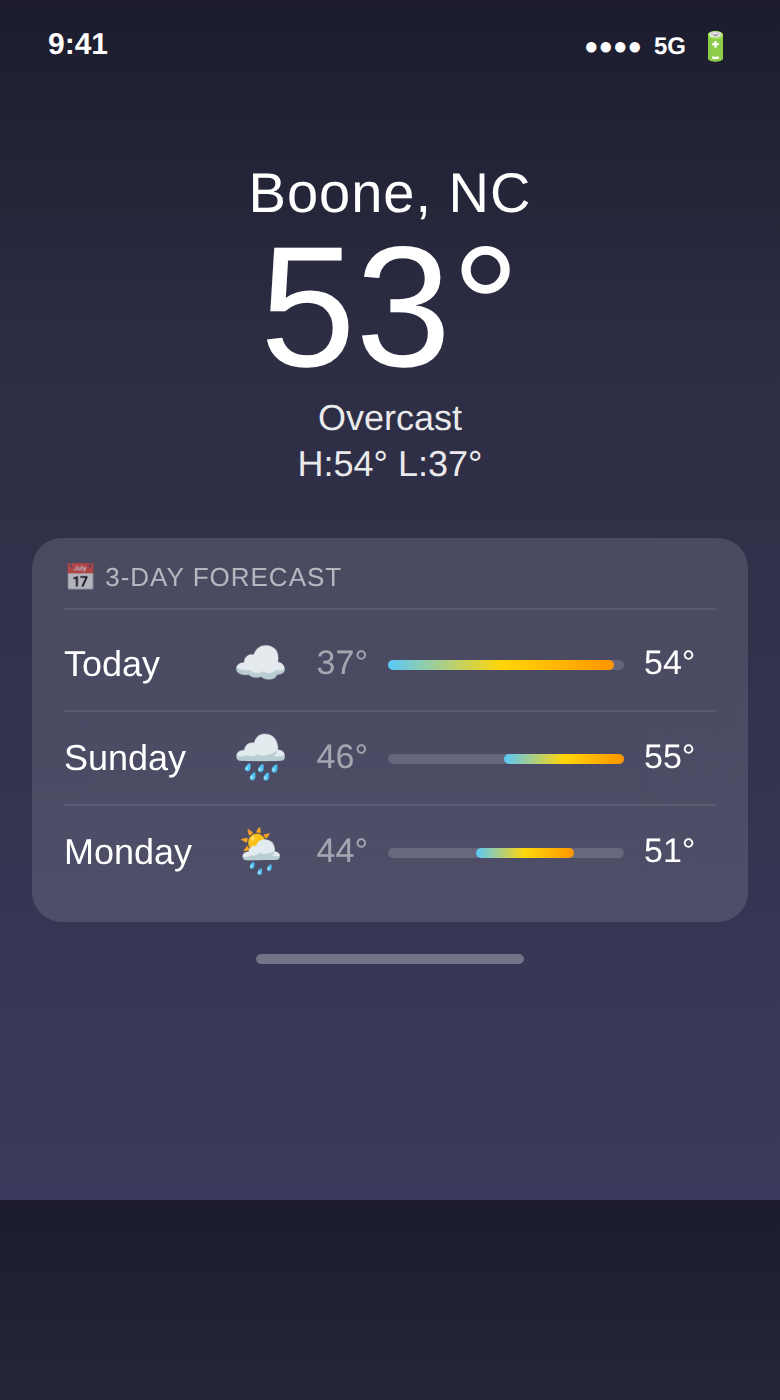 9:41 ●●●● 5G 🔋
Boone, NC
53°
Overcast
H:54° L:37°
📅 3-DAY FORECAST
Today ☁️ 37° 54°
Sunday 🌧️ 46° 55°
Monday 🌦️ 44° 51°